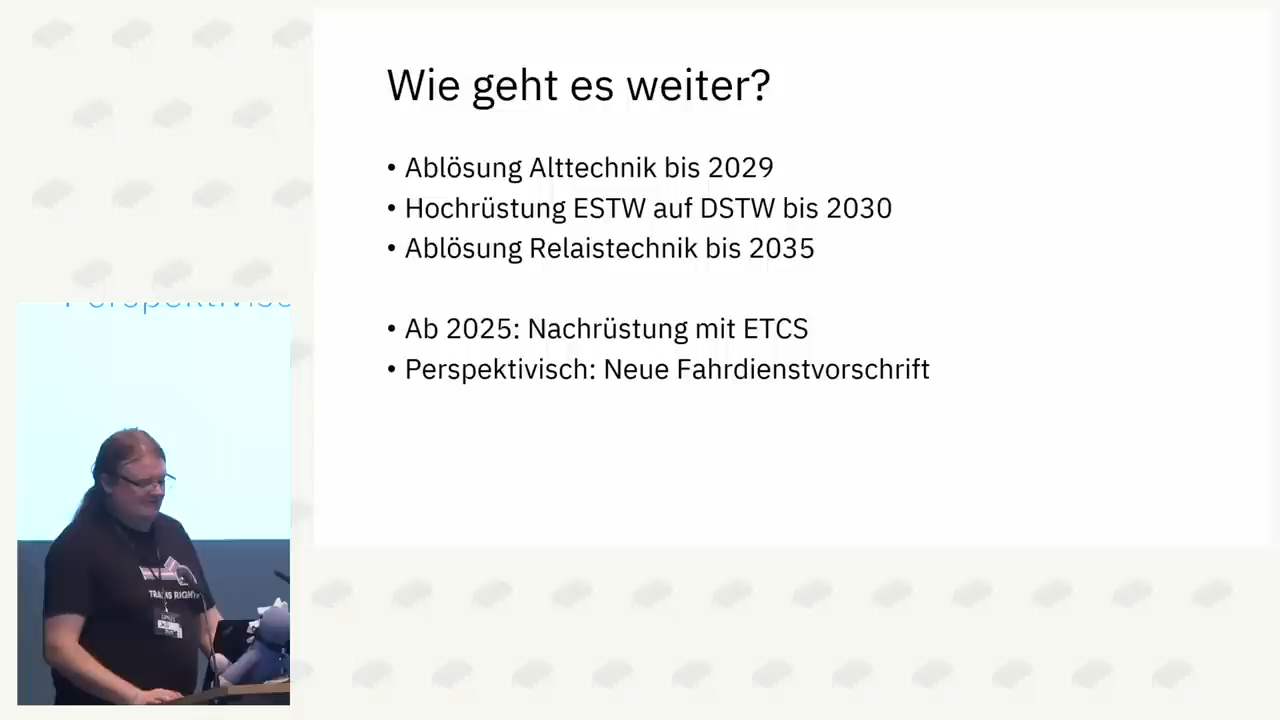 Wie geht es weiter?
• Ablösung Alttechnik bis 2029
• Hochrüstung ESTW auf DSTW bis 2030
• Ablösung Relaistechnik bis 2035
• Ab 2025: Nachrüstung mit ETCS
• Perspektivisch: Neue Fahrdienstvorschrift